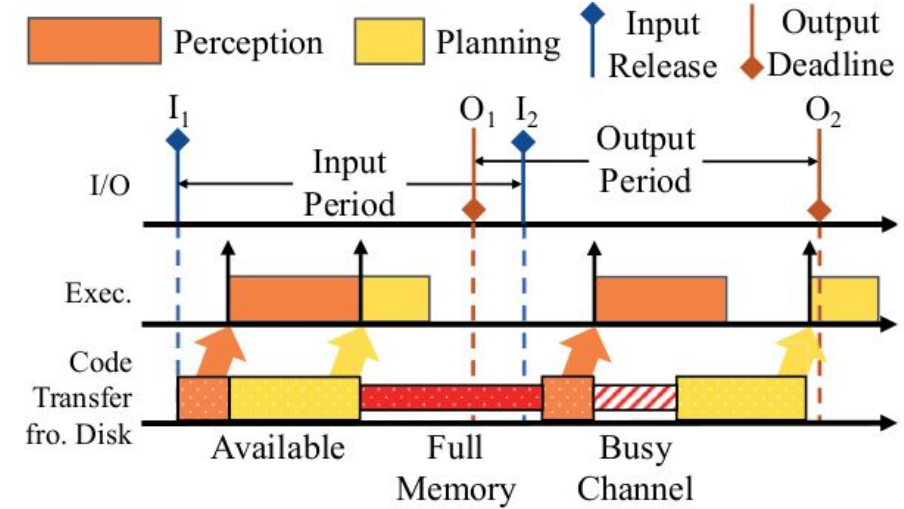 Perception
Planning
Input
Release
Output
Deadline
I₁
O₁ I₂
O₂
I/O
Input
Period
Output
Period
Exec.
Code
Transfer
fro. Disk
Available
Full
Memory
Busy
Channel